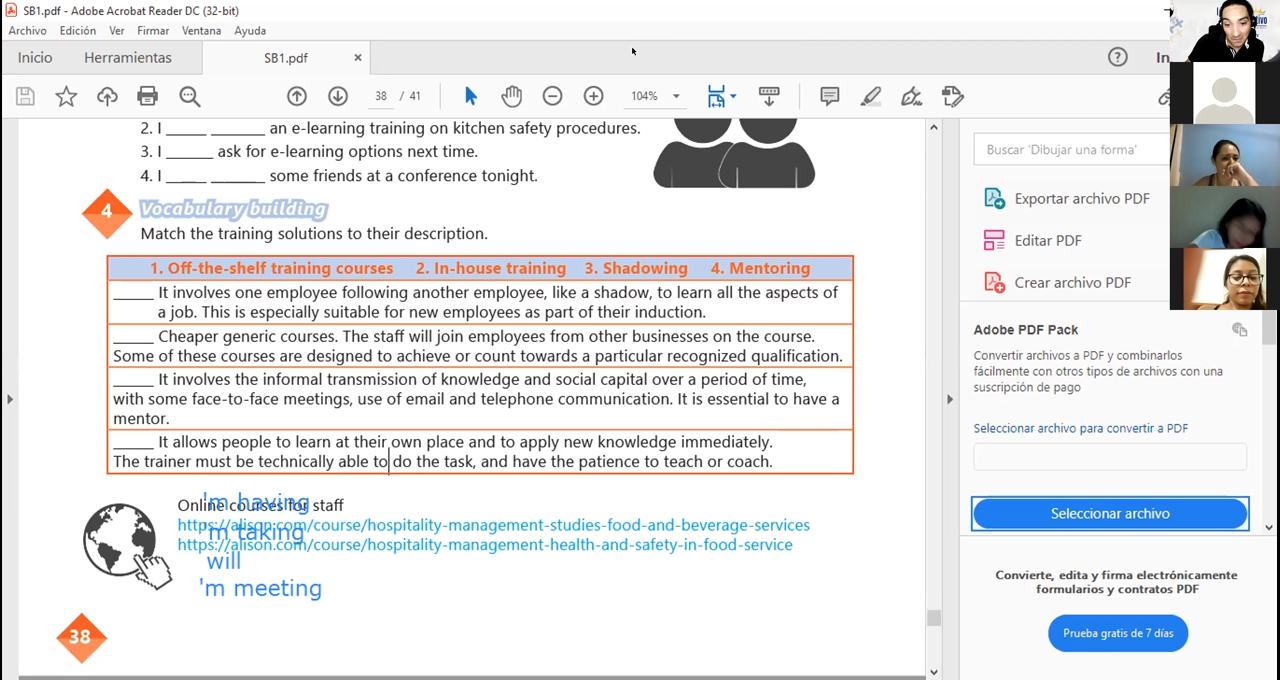 SB1.pdf - Adobe Acrobat Reader DC (32-bit)
Archivo Edición Ver Firmar Ventana Ayuda
Inicio Herramientas SB1.pdf ×
38 / 41 104%
2. I _____ _______ an e-learning training on kitchen safety procedures.
3. I ______ ask for e-learning options next time.
4. I _____ _______ some friends at a conference tonight.
4 Vocabulary building
Match the training solutions to their description.
1. Off-the-shelf training courses 2. In-house training 3. Shadowing 4. Mentoring
_____ It involves one employee following another employee, like a shadow, to learn all the aspects of
a job. This is especially suitable for new employees as part of their induction.
_____ Cheaper generic courses. The staff will join employees from other businesses on the course.
Some of these courses are designed to achieve or count towards a particular recognized qualification.
_____ It involves the informal transmission of knowledge and social capital over a period of time,
with some face-to-face meetings, use of email and telephone communication. It is essential to have a
mentor.
_____ It allows people to learn at their own place and to apply new knowledge immediately.
The trainer must be technically able to do the task, and have the patience to teach or coach.
Online courses for staff
'm having
https://alison.com/course/hospitality-management-studies-food-and-beverage-services
'm taking
https://alison.com/course/hospitality-management-health-and-safety-in-food-service
will
'm meeting
38
Buscar 'Dibujar una forma'
Exportar archivo PDF
Editar PDF
Crear archivo PDF
Adobe PDF Pack
Convertir archivos a PDF y combinarlos
fácilmente con otros tipos de archivos con una
suscripción de pago
Seleccionar archivo para convertir a PDF
Seleccionar archivo
Convierte, edita y firma electrónicamente
formularios y contratos PDF
Prueba gratis de 7 días